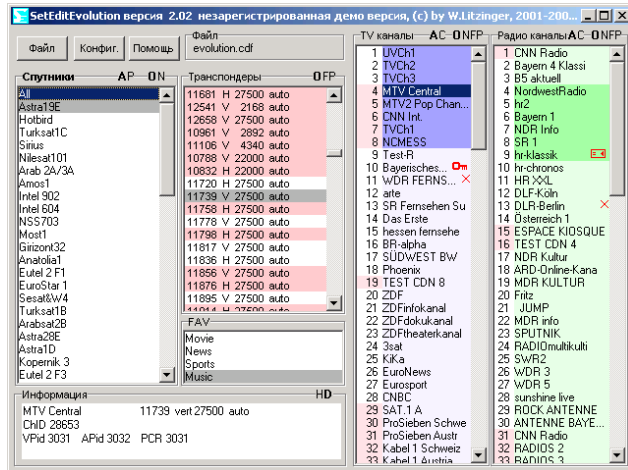 SetEditEvolution версия 2.02 незарегистрированная демо версия, (c) by W.Litzinger, 2001-200...
Файл
Конфиг.
Помощь
Файл
evolution.cdf
Спутники AP ON
All
Astra19E
Hotbird
Turksat1C
Sirius
Nilesat101
Arab 2A/3A
Amos1
Intel 902
Intel 604
NSS703
Most1
Girizont32
Anatolia1
Eutel 2 F1
EuroStar 1
Sesat&W4
Turksat1B
Arabsat2B
Astra28E
Astra1D
Kopernik 3
Eutel 2 F3
Транспондеры OFP
11681 H 27500 auto
12541 V 2168 auto
12658 V 27500 auto
10961 V 2892 auto
11106 V 4340 auto
10788 V 22000 auto
10832 H 22000 auto
11720 H 27500 auto
11739 V 27500 auto
11758 H 27500 auto
11778 V 27500 auto
11798 H 27500 auto
11817 V 27500 auto
11836 H 27500 auto
11856 V 27500 auto
11876 H 27500 auto
11895 V 27500 auto
11914 H 27500 auto
FAV
Movie
News
Sports
Music
Информация HD
MTV Central 11739 vert 27500 auto
ChID 28653
VPid 3031 APid 3032 PCR 3031
TV каналы AC ONFP
1 UVCh1
2 TVCh2
3 TVCh3
4 MTV Central
5 MTV2 Pop Chan...
6 CNN Int.
7 TVCh1
8 NCMESS
9 Test-R
10 Bayerisches...
11 WDR FERNS...
12 arte
13 SR Fernsehen Su
14 Das Erste
15 hessen fernsehe
16 BR-alpha
17 SÜDWEST BW
18 Phoenix
19 TEST CDN 8
20 ZDF
21 ZDFinfokanal
22 ZDFdokukanal
23 ZDFtheaterkanal
24 3sat
25 KiKa
26 EuroNews
27 Eurosport
28 CNBC
29 SAT.1 A
30 ProSieben Schwe
31 ProSieben Austr
32 Kabel 1 Schweiz
33 Kabel 1 Austria
Радио каналы AC ONFP
1 CNN Radio
2 Bayern 4 Klassi
3 B5 aktuell
4 NordwestRadio
5 hr2
6 Bayern 1
7 NDR Info
8 SR 1
9 hr-klassik
10 hr-chronos
11 HR XXL
12 DLF-Köln
13 DLR-Berlin
14 Österreich 1
15 ESPACE KIOSQUE
16 TEST CDN 4
17 NDR Kultur
18 ARD-Online-Kana
19 MDR KULTUR
20 Fritz
21 JUMP
22 MDR info
23 SPUTNIK
24 RADIOmultikulti
25 SWR2
26 WDR 3
27 WDR 5
28 sunshine live
29 ROCK ANTENNE
30 ANTENNE BAYE...
31 CNN Radio
32 RADIOS 2
33 RADIOS 3